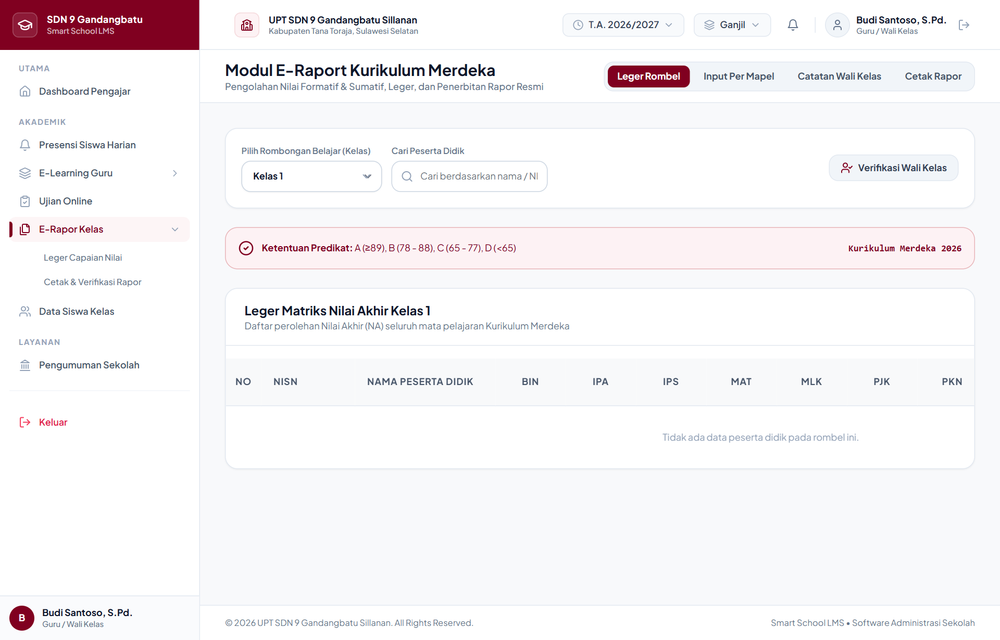 SDN 9 Gandangbatu
Smart School LMS
UTAMA
Dashboard Pengajar
AKADEMIK
Presensi Siswa Harian
E-Learning Guru
Ujian Online
E-Rapor Kelas
Leger Capaian Nilai
Cetak & Verifikasi Rapor
Data Siswa Kelas
LAYANAN
Pengumuman Sekolah
Keluar
B
Budi Santoso, S.Pd.
Guru / Wali Kelas
UPT SDN 9 Gandangbatu Sillanan
Kabupaten Tana Toraja, Sulawesi Selatan
T.A. 2026/2027
Ganjil
Budi Santoso, S.Pd.
Guru / Wali Kelas
Modul E-Raport Kurikulum Merdeka
Pengolahan Nilai Formatif & Sumatif, Leger, dan Penerbitan Rapor Resmi
Leger Rombel
Input Per Mapel
Catatan Wali Kelas
Cetak Rapor
Pilih Rombongan Belajar (Kelas)
Kelas 1
Cari Peserta Didik
Cari berdasarkan nama / NI
Verifikasi Wali Kelas
Ketentuan Predikat: A (≥89), B (78 - 88), C (65 - 77), D (<65)
Kurikulum Merdeka 2026
Leger Matriks Nilai Akhir Kelas 1
Daftar perolehan Nilai Akhir (NA) seluruh mata pelajaran Kurikulum Merdeka
NO NISN NAMA PESERTA DIDIK BIN IPA IPS MAT MLK PJK PKN
Tidak ada data peserta didik pada rombel ini.
© 2026 UPT SDN 9 Gandangbatu Sillanan. All Rights Reserved.
Smart School LMS • Software Administrasi Sekolah